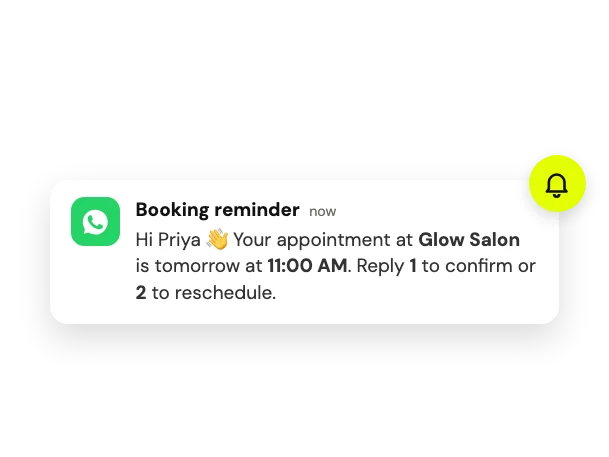 Booking reminder now
Hi Priya 👋 Your appointment at Glow Salon
is tomorrow at 11:00 AM. Reply 1 to confirm or
2 to reschedule.